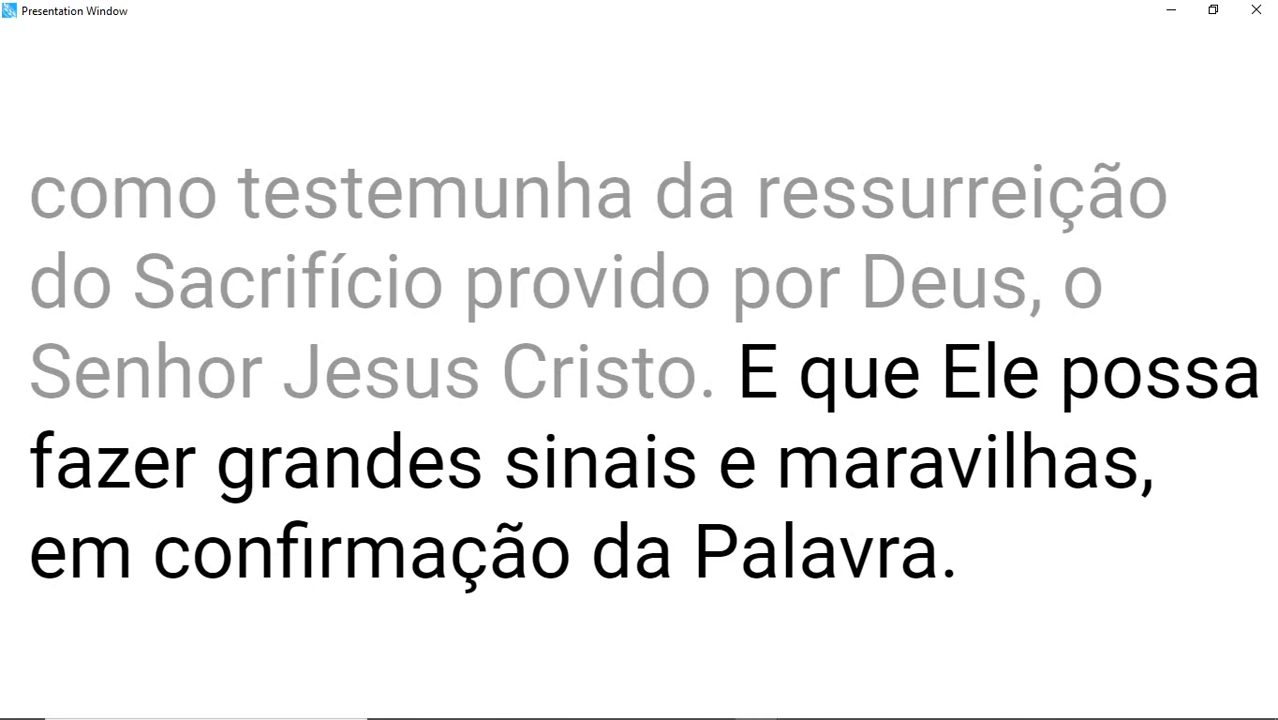 Presentation Window
como testemunha da ressurreição
do Sacrifício provido por Deus, o
Senhor Jesus Cristo. E que Ele possa
fazer grandes sinais e maravilhas,
em confirmação da Palavra.